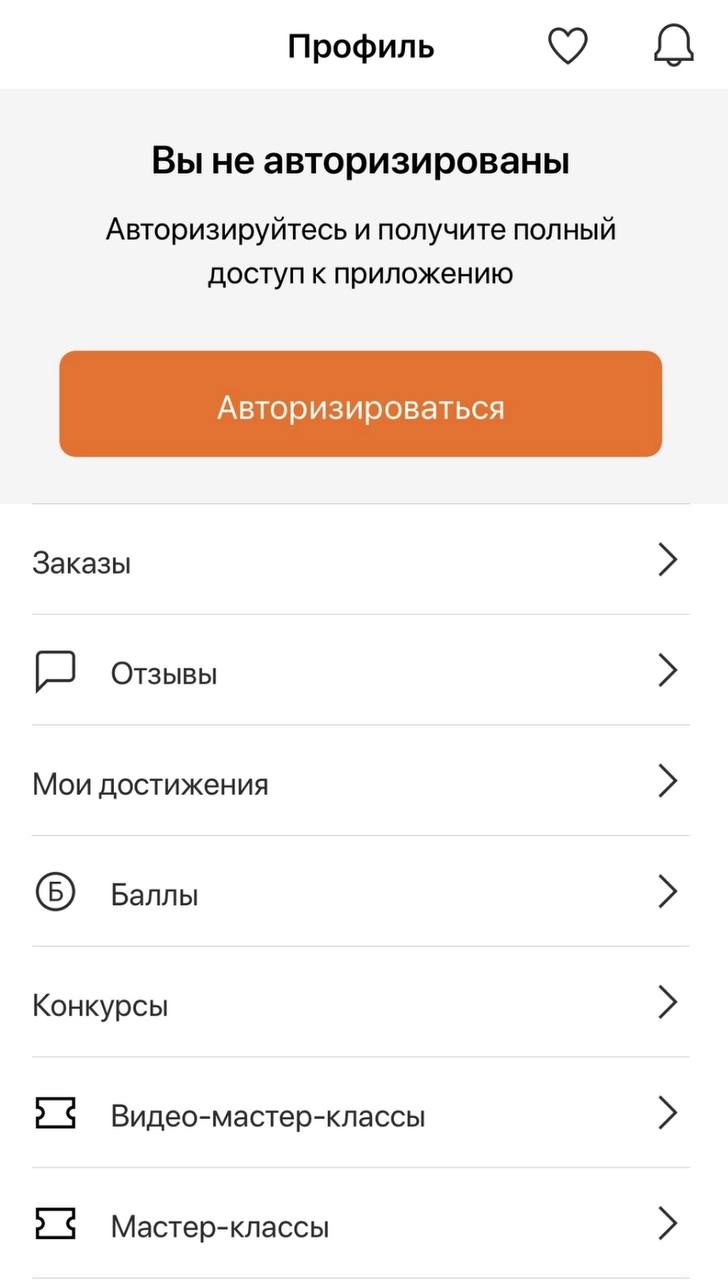 Профиль
Вы не авторизированы
Авторизируйтесь и получите полный
доступ к приложению
Авторизироваться
Заказы
Отзывы
Мои достижения
Б Баллы
Конкурсы
Видео-мастер-классы
Мастер-классы